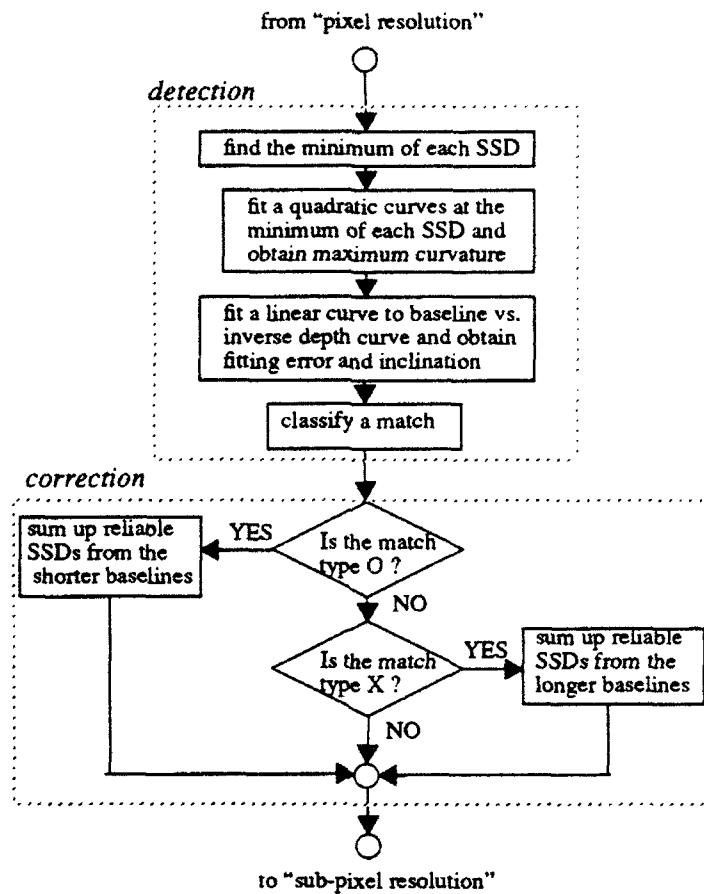 from “pixel resolution”
detection
find the minimum of each SSD
fit a quadratic curves at the
minimum of each SSD and
obtain maximum curvature
fit a linear curve to baseline vs.
inverse depth curve and obtain
fitting error and inclination
classify a match
correction
sum up reliable
SSDs from the
shorter baselines
YES
Is the match
type O ?
NO
Is the match
type X ?
YES
sum up reliable
SSDs from the
longer baselines
NO
to “sub-pixel resolution”